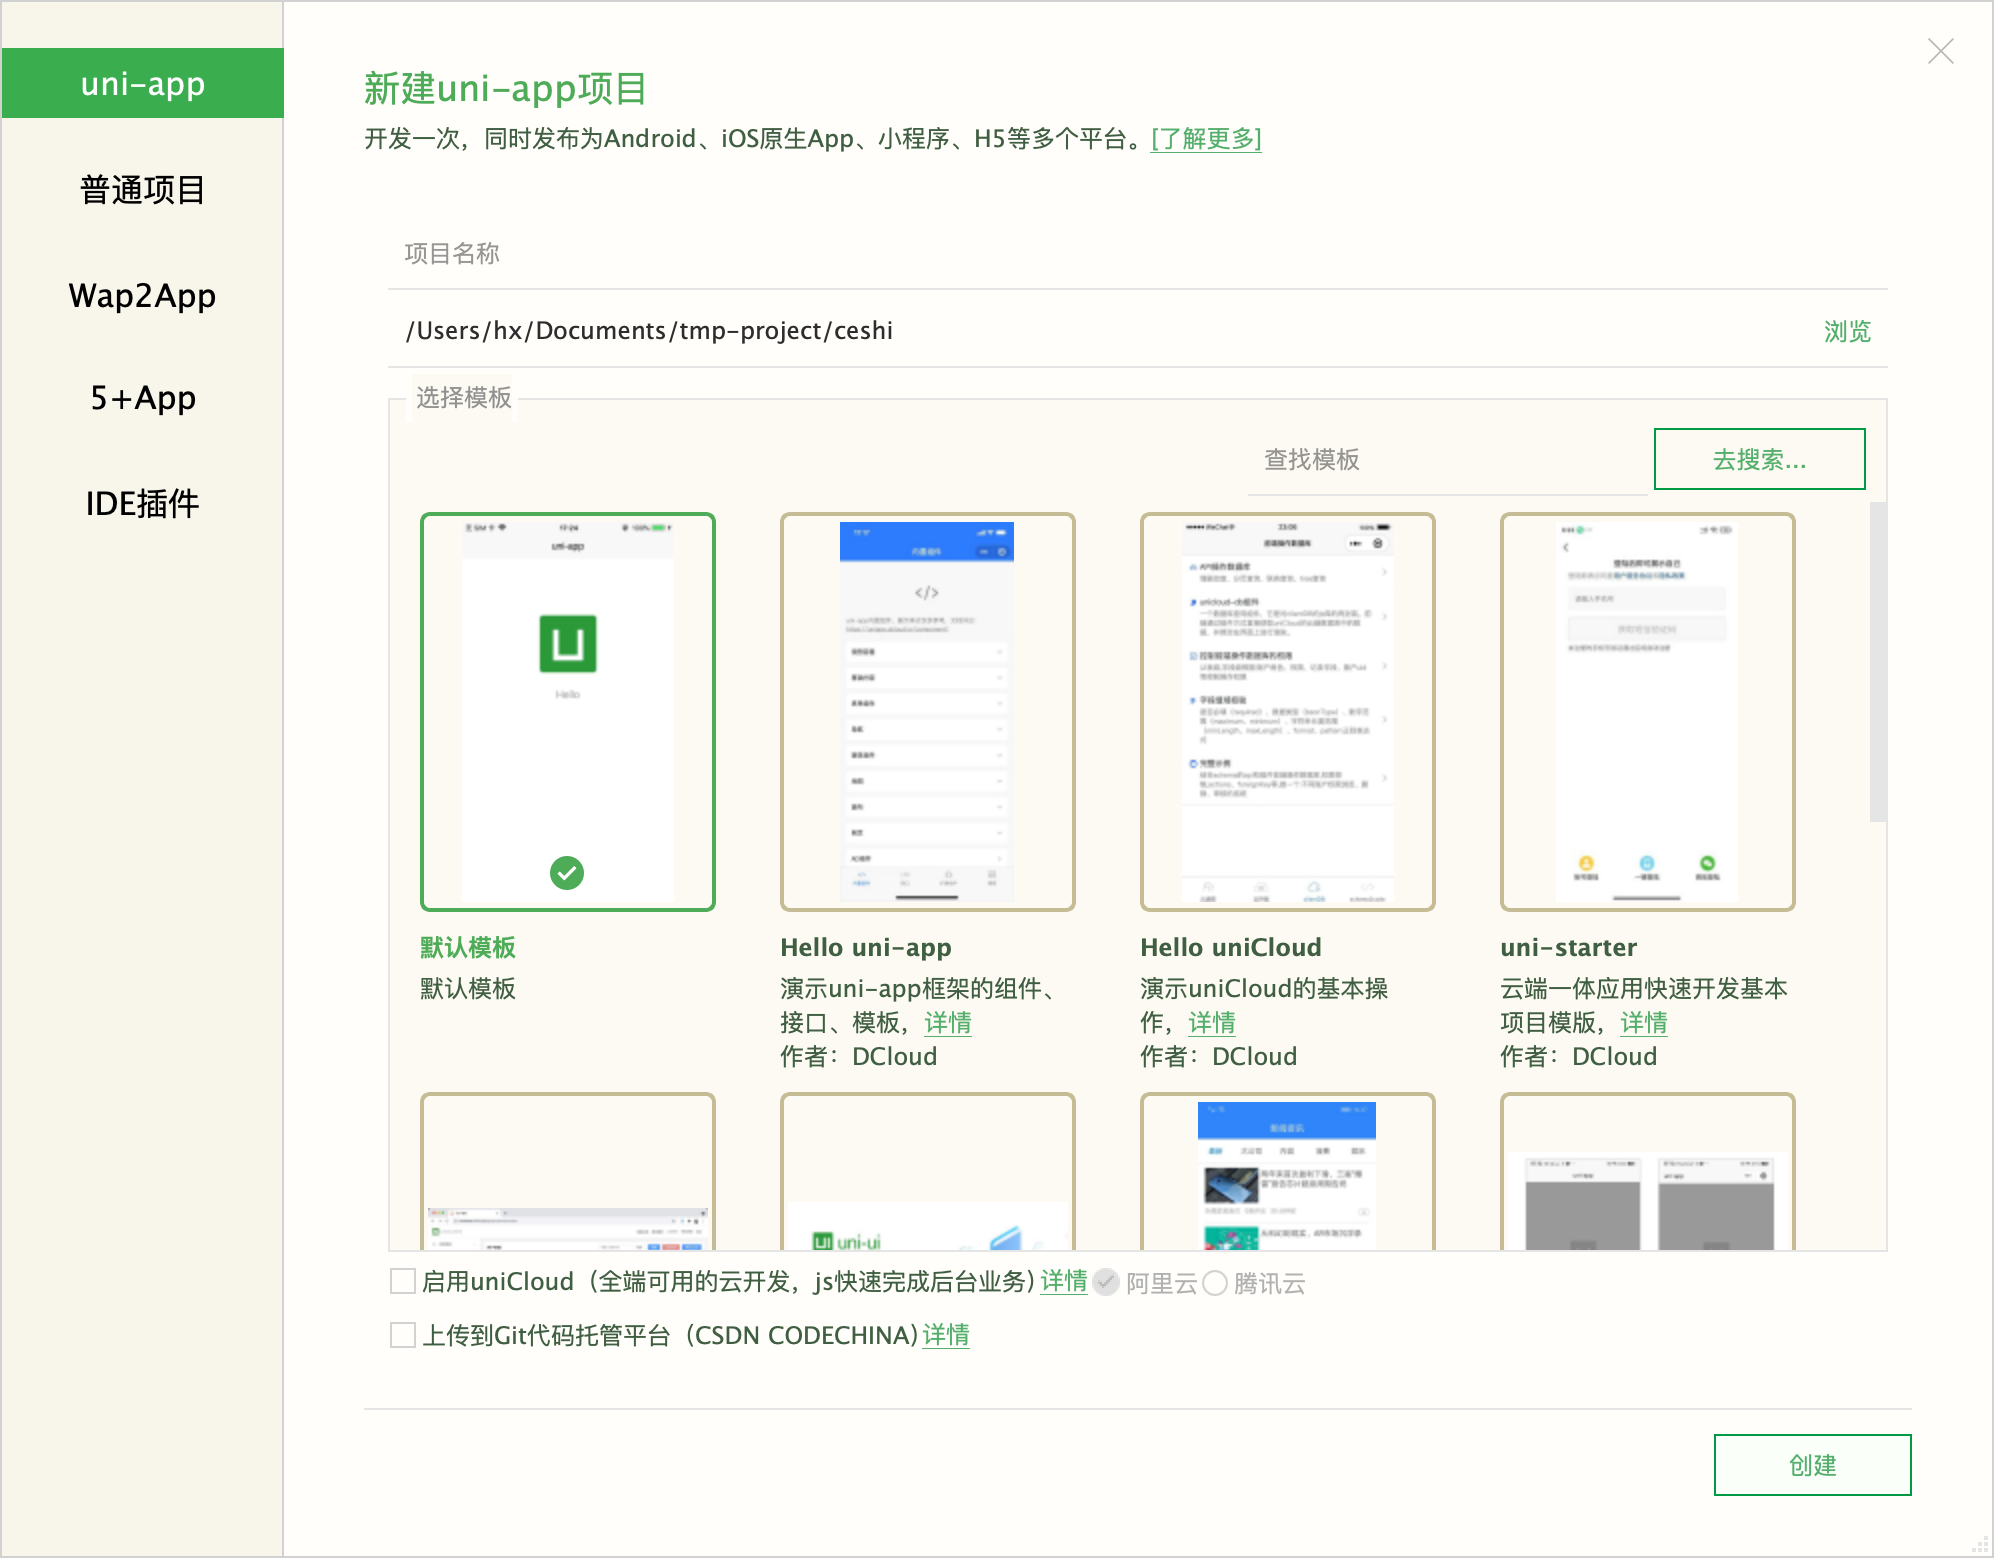 uni-app
普通项目
Wap2App
5+App
IDE插件
新建uni-app项目
开发一次，同时发布为Android、iOS原生App、小程序、H5等多个平台。[了解更多]
项目名称
/Users/hx/Documents/tmp-project/ceshi
浏览
选择模板
查找模板
去搜索...
17:24
100%
uni-app
Hello
默认模板
默认模板
</>
Hello uni-app
演示uni-app框架的组件、
接口、模板，详情
作者：DCloud
23:06
Hello uniCloud
演示uniCloud的基本操
作，详情
作者：DCloud
uni-starter
云端一体应用快速开发基本
项目模版，详情
作者：DCloud
uni-ui
启用uniCloud（全端可用的云开发，js快速完成后台业务)详情
阿里云
腾讯云
上传到Git代码托管平台（CSDN CODECHINA)详情
创建